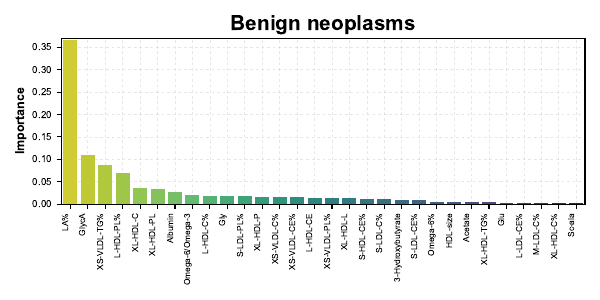 Benign neoplasms
Importance
0.35
0.30
0.25
0.20
0.15
0.10
0.05
0.00
LA%
GlycA
XS-VLDL-TG%
L-HDL-PL%
XL-HDL-C
XL-HDL-PL
Albumin
Omega-6/Omega-3
L-HDL-C%
Gly
S-LDL-PL%
XL-HDL-P
XS-VLDL-C%
XS-VLDL-CE%
L-HDL-CE
XS-VLDL-PL%
XL-HDL-L
S-HDL-CE%
S-LDL-C%
3-Hydroxybutyrate
S-LDL-CE%
Omega-6%
HDL-size
Acetate
XL-HDL-TG%
Glu
L-LDL-CE%
M-LDL-C%
XL-HDL-C%